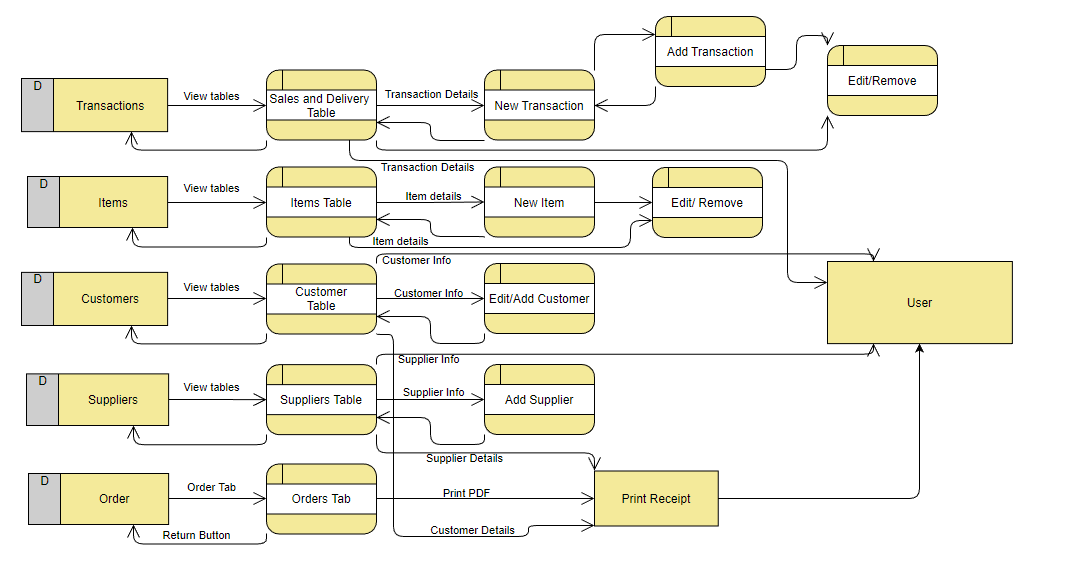 Add Transaction
Edit/Remove
D
Transactions
View tables
Sales and Delivery
Table
Transaction Details
New Transaction
Transaction Details
D
Items
View tables
Items Table
Item details
New Item
Edit/ Remove
Item details
D
Customers
View tables
Customer
Table
Customer Info
Customer Info
Edit/Add Customer
User
D
Suppliers
View tables
Suppliers Table
Supplier Info
Supplier Info
Add Supplier
Supplier Details
D
Order
Order Tab
Orders Tab
Print PDF
Print Receipt
Return Button
Customer Details